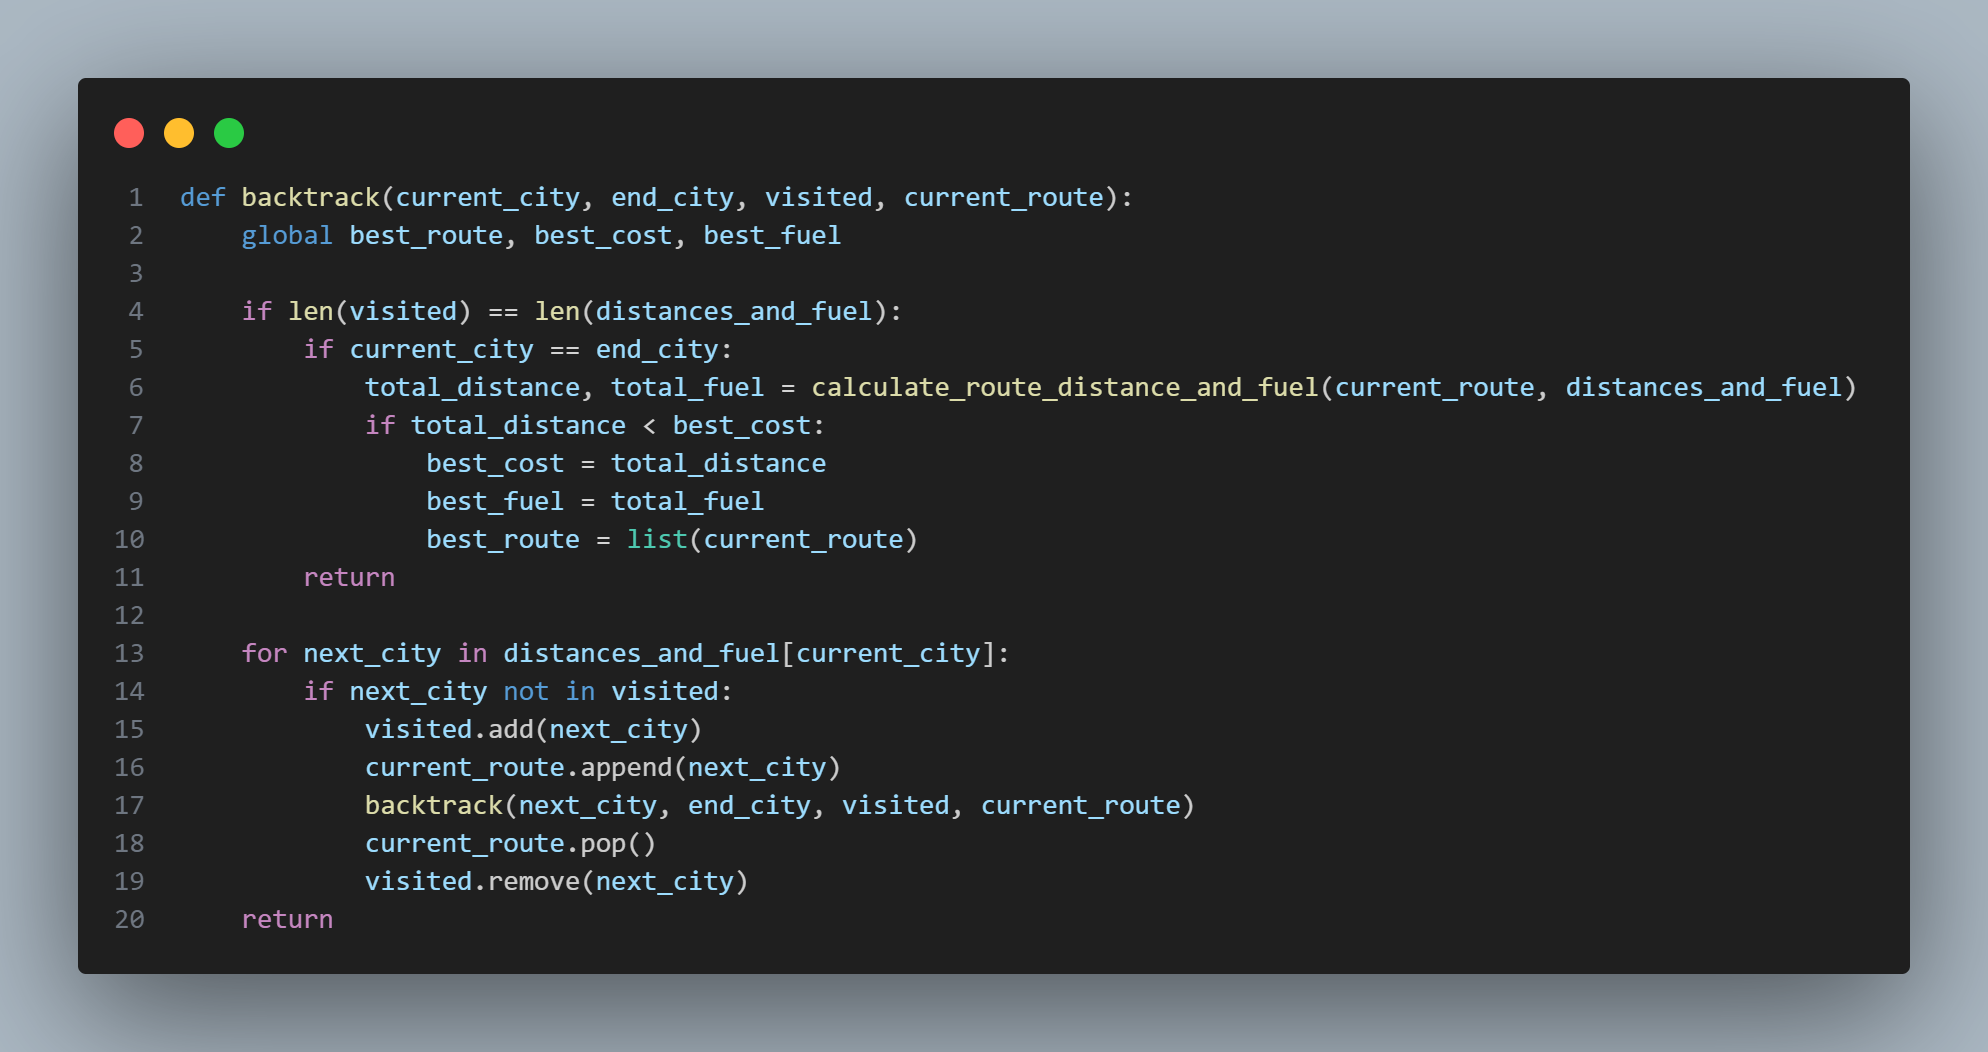 1 def backtrack(current_city, end_city, visited, current_route):
2     global best_route, best_cost, best_fuel
3
4     if len(visited) == len(distances_and_fuel):
5         if current_city == end_city:
6             total_distance, total_fuel = calculate_route_distance_and_fuel(current_route, distances_and_fuel)
7             if total_distance < best_cost:
8                 best_cost = total_distance
9                 best_fuel = total_fuel
10                 best_route = list(current_route)
11         return
12
13     for next_city in distances_and_fuel[current_city]:
14         if next_city not in visited:
15             visited.add(next_city)
16             current_route.append(next_city)
17             backtrack(next_city, end_city, visited, current_route)
18             current_route.pop()
19             visited.remove(next_city)
20     return